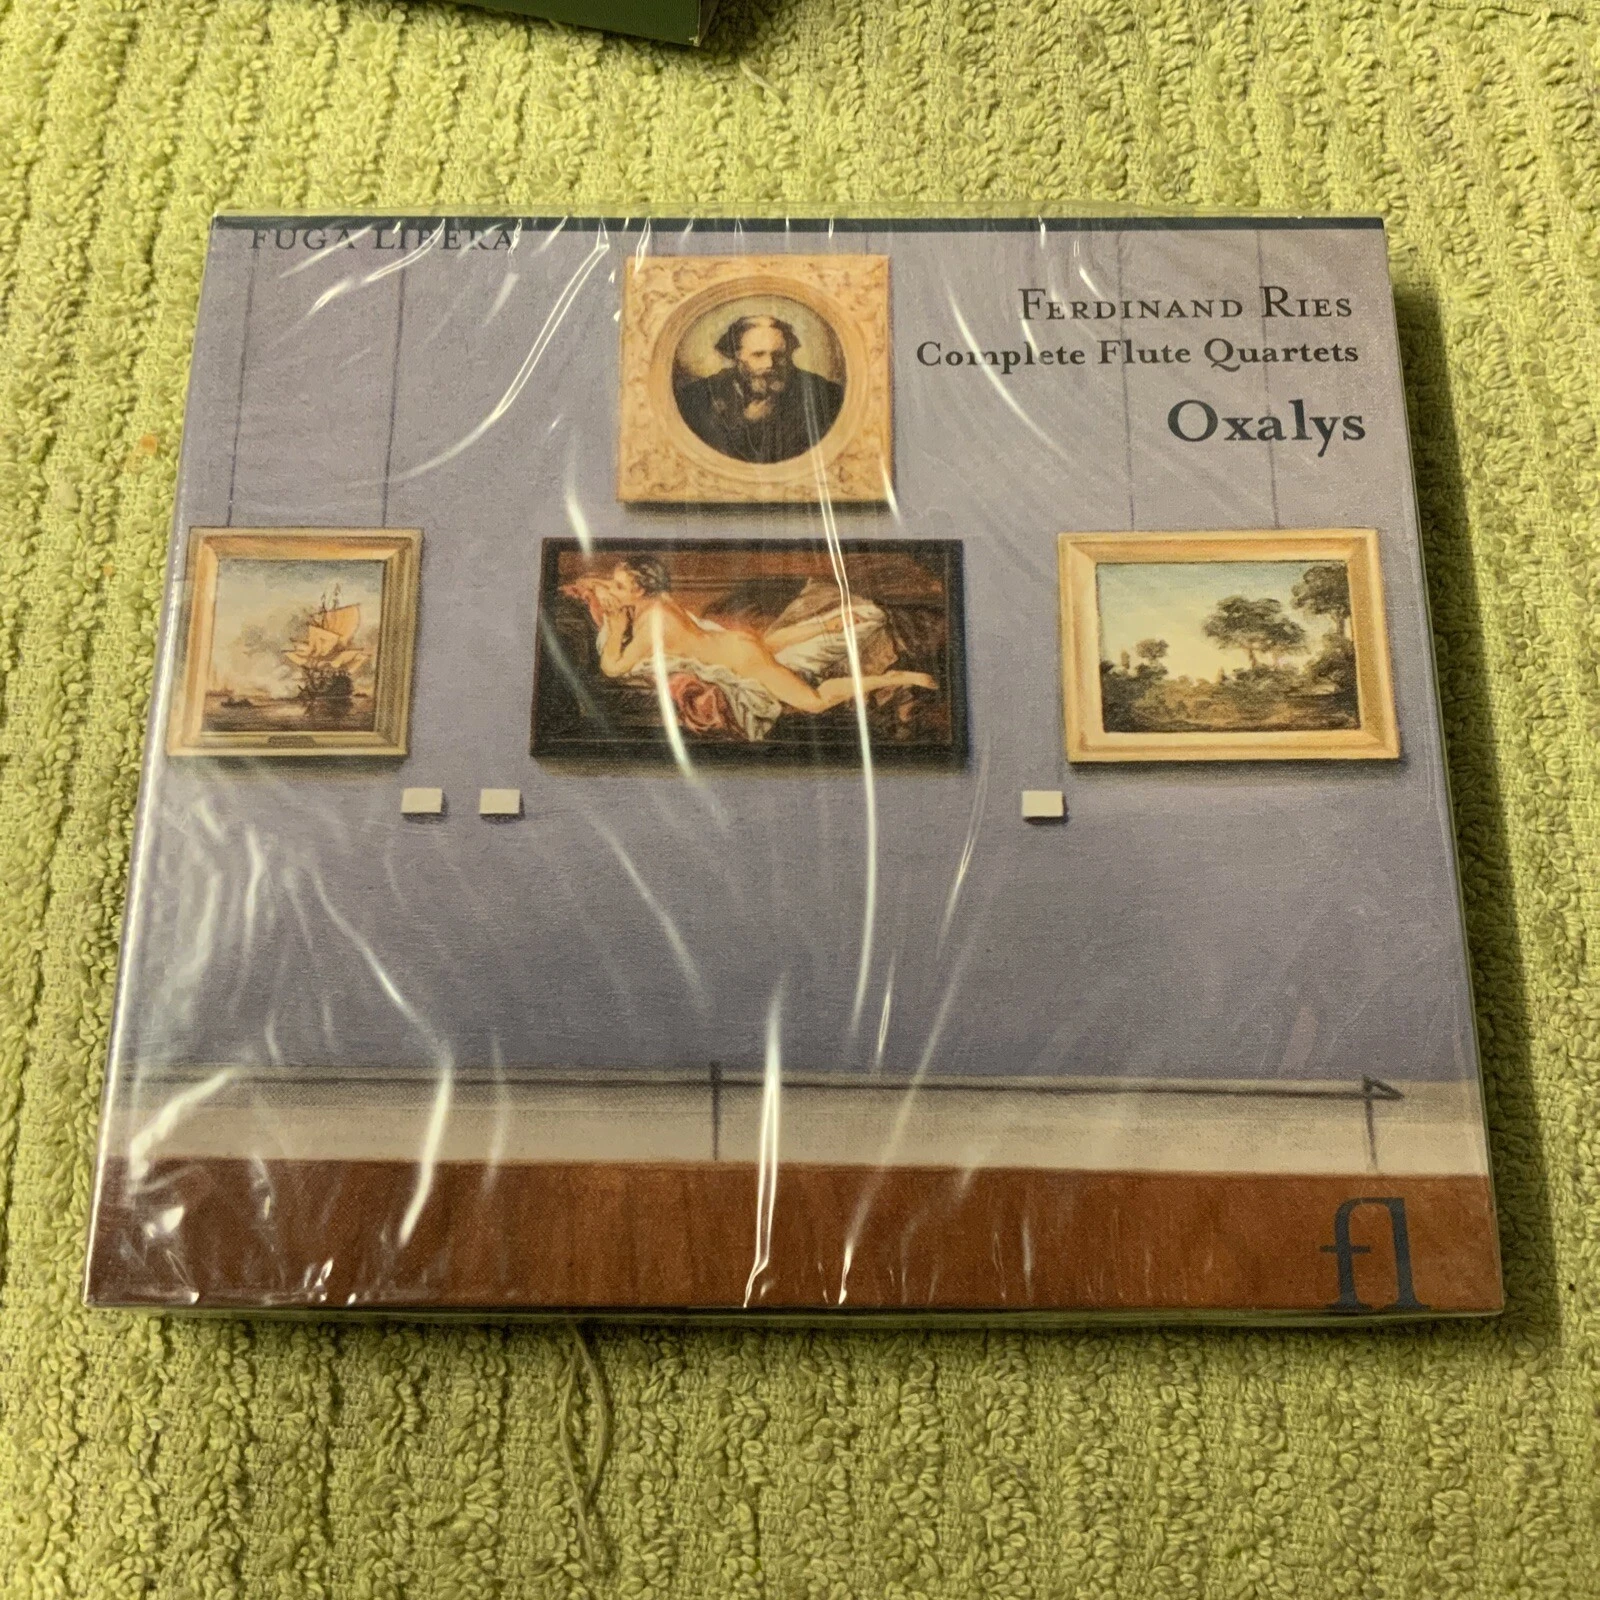 FUGA LIBERA
FERDINAND RIES
Complete Flute Quartets
Oxalys
fl